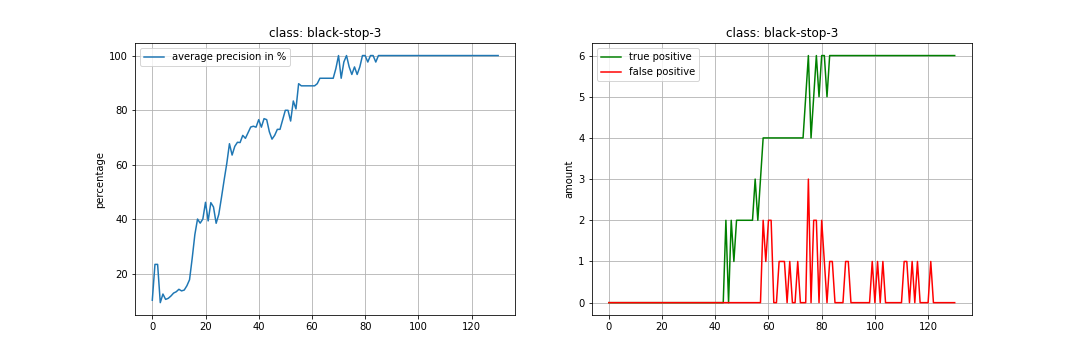 class: black-stop-3
average precision in %
percentage
100
80
60
40
20
0 20 40 60 80 100 120
class: black-stop-3
true positive
false positive
amount
6
5
4
3
2
1
0
0 20 40 60 80 100 120